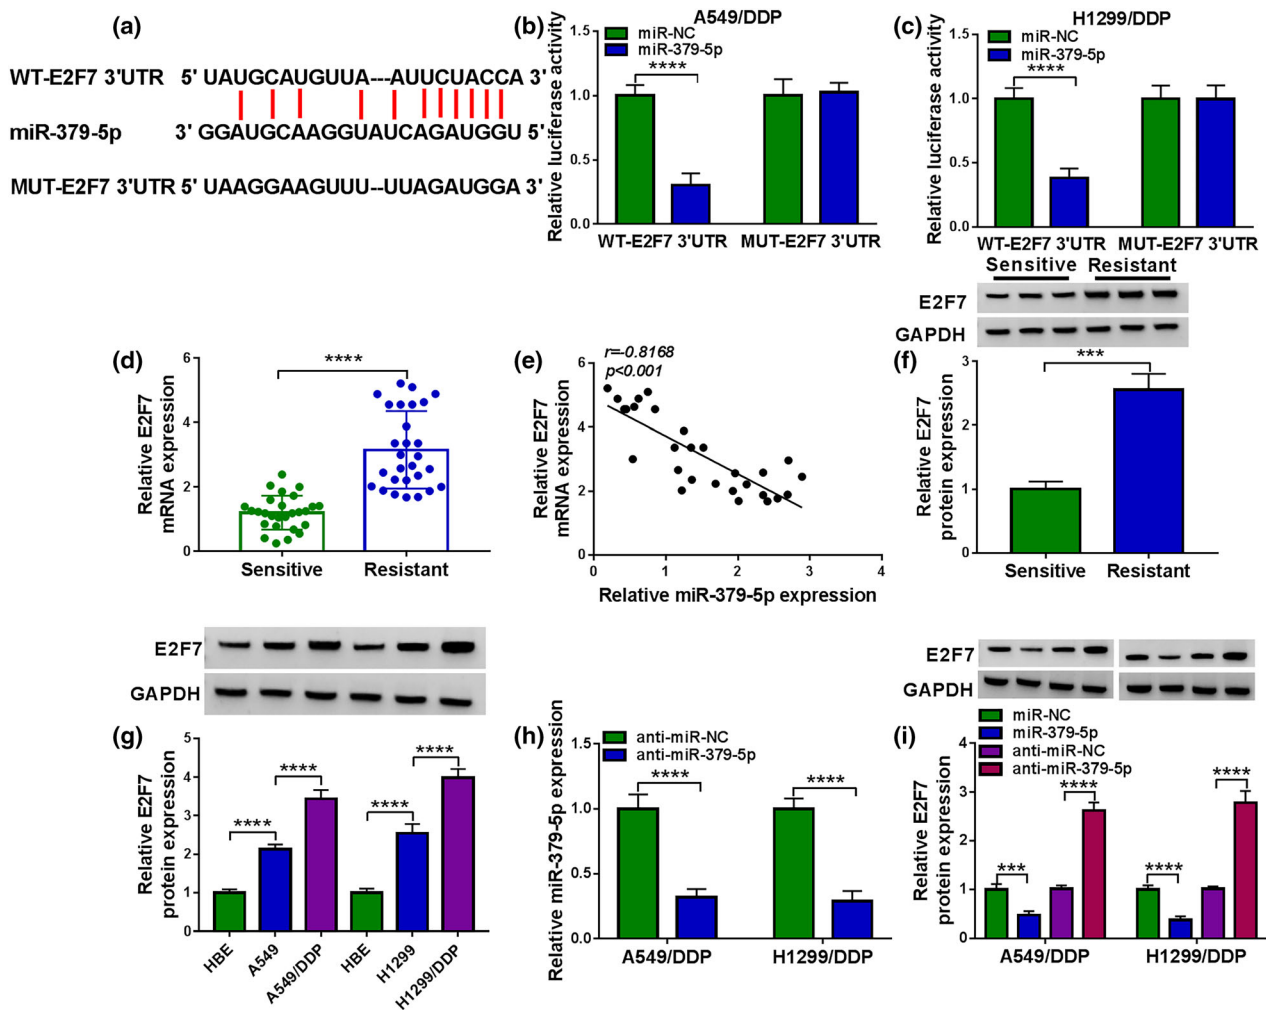 (a)
WT-E2F7 3'UTR 5' UAUGCAUGUUA---AUUCUACCA 3'
miR-379-5p 3' GGAUGCAAGGUAUCAGAUGGU 5'
MUT-E2F7 3'UTR 5' UAAGGAAGUUU--UUAGAUGGA 3'
(b)
A549/DDP
miR-NC
miR-379-5p
Relative luciferase activity
1.5
1.0
0.5
0.0
****
WT-E2F7 3'UTR MUT-E2F7 3'UTR
(c)
H1299/DDP
miR-NC
miR-379-5p
Relative luciferase activity
1.5
1.0
0.5
0.0
****
WT-E2F7 3'UTR MUT-E2F7 3'UTR
(d)
Relative E2F7
mRNA expression
6
4
2
0
****
Sensitive Resistant
(e)
r=-0.8168
p<0.001
Relative E2F7
mRNA expression
6
4
2
0
0 1 2 3 4
Relative miR-379-5p expression
Sensitive Resistant
E2F7
GAPDH
(f)
Relative E2F7
protein expression
3
2
1
0
***
Sensitive Resistant
E2F7
GAPDH
(g)
Relative E2F7
protein expression
5
4
3
2
1
0
****
****
****
****
HBE A549 A549/DDP HBE H1299 H1299/DDP
(h)
anti-miR-NC
anti-miR-379-5p
Relative miR-379-5p expression
1.5
1.0
0.5
0.0
****
****
A549/DDP H1299/DDP
E2F7
GAPDH
(i)
miR-NC
miR-379-5p
anti-miR-NC
anti-miR-379-5p
Relative E2F7
protein expression
4
3
2
1
0
***
****
****
****
A549/DDP H1299/DDP